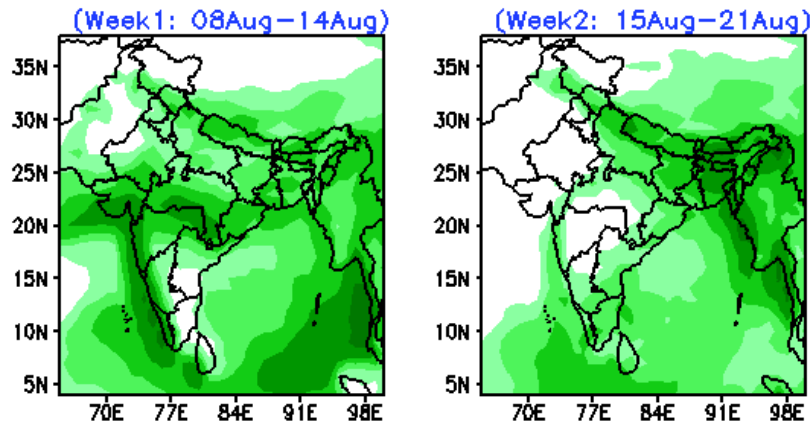 (Week1: 08Aug-14Aug)
35N
30N
25N
20N
15N
10N
5N
70E 77E 84E 91E 98E
(Week2: 15Aug-21Aug)
35N
30N
25N
20N
15N
10N
5N
70E 77E 84E 91E 98E